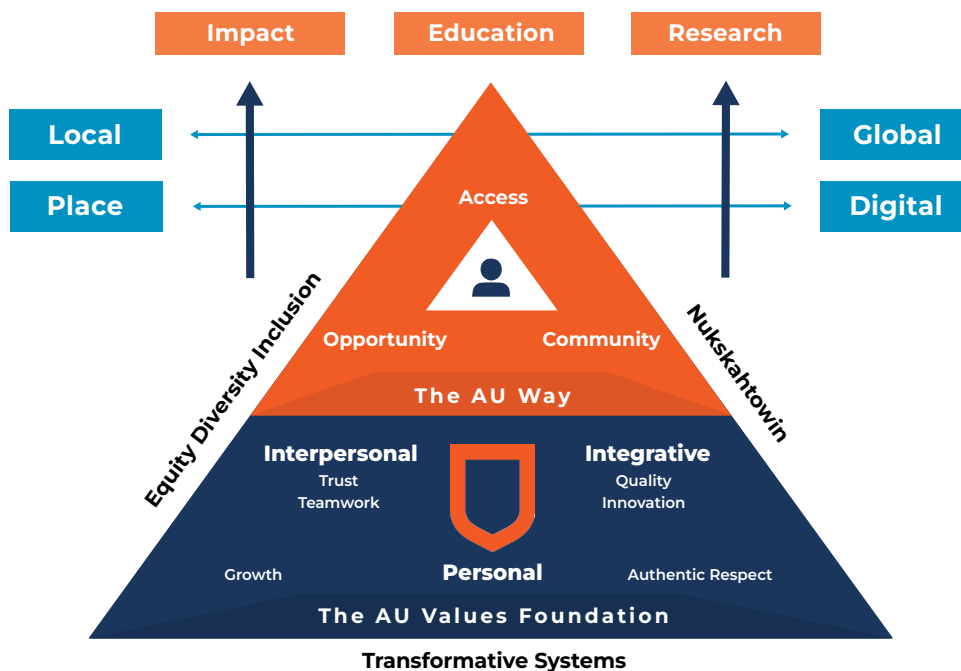 Impact
Education
Research
Local
Global
Place
Digital
Access
Opportunity
Community
The AU Way
Equity Diversity Inclusion
Nukskahtowin
Interpersonal
Trust
Teamwork
Integrative
Quality
Innovation
Growth
Personal
Authentic Respect
The AU Values Foundation
Transformative Systems